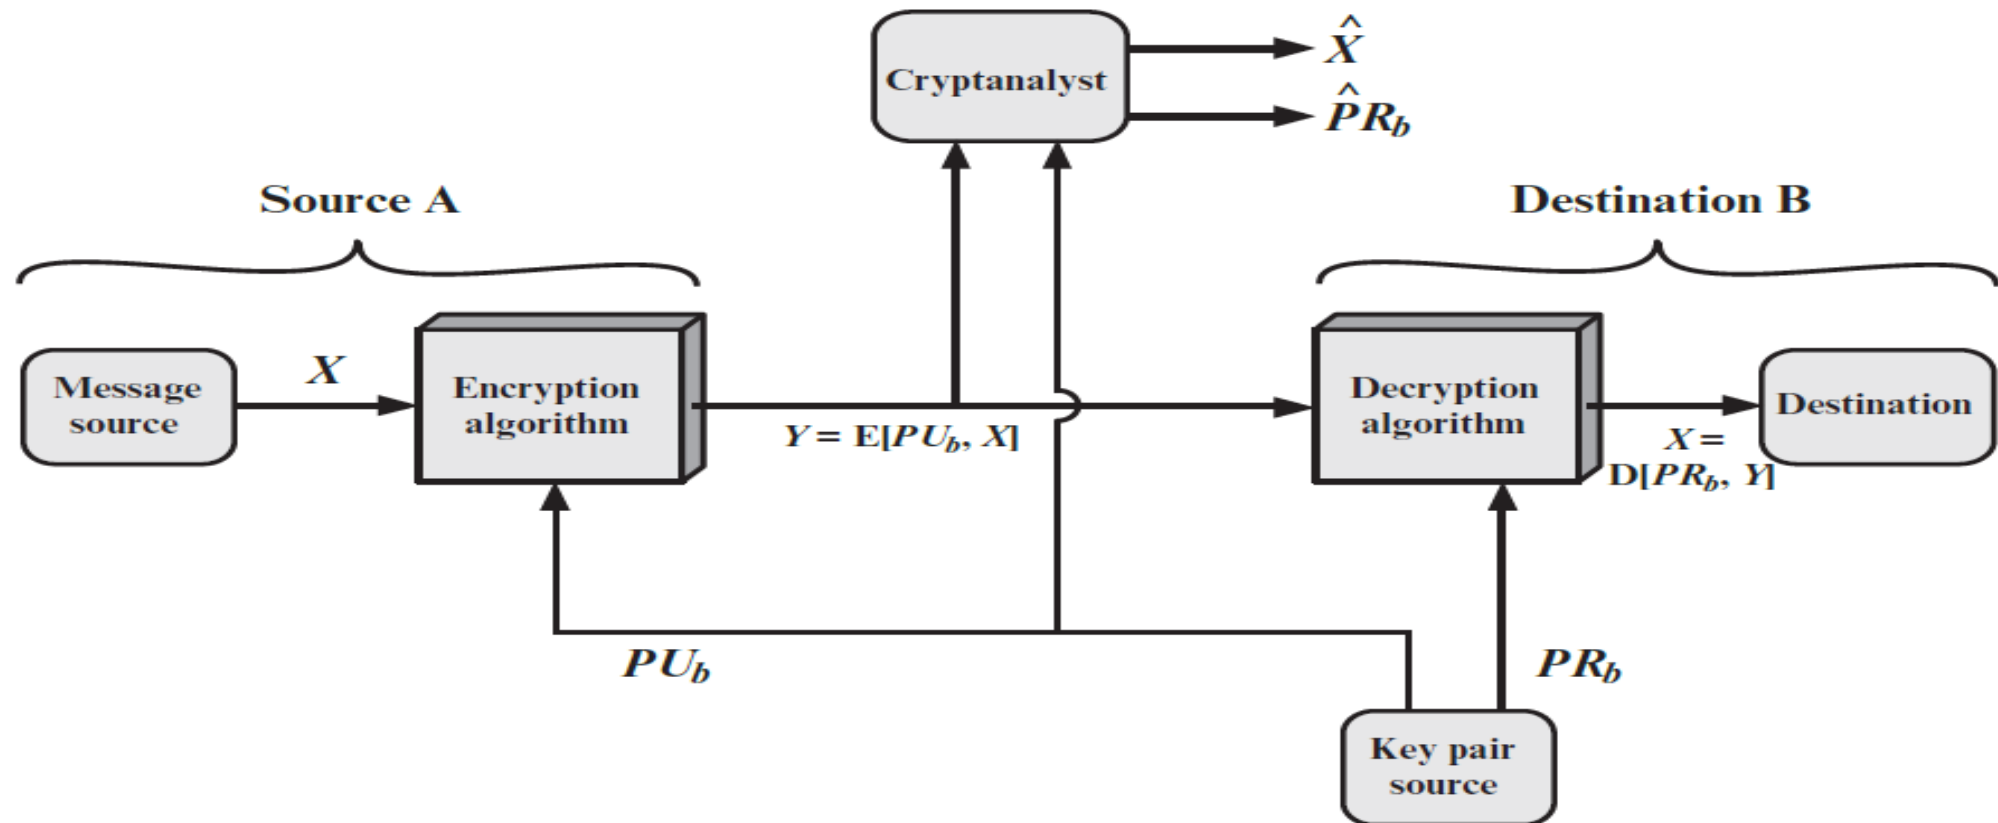 X̂
Cryptanalyst
P̂R_b
Source A
Destination B
Message
source
X
Encryption
algorithm
Y = E[PU_b, X]
Decryption
algorithm
X =
D[PR_b, Y]
Destination
PU_b
PR_b
Key pair
source